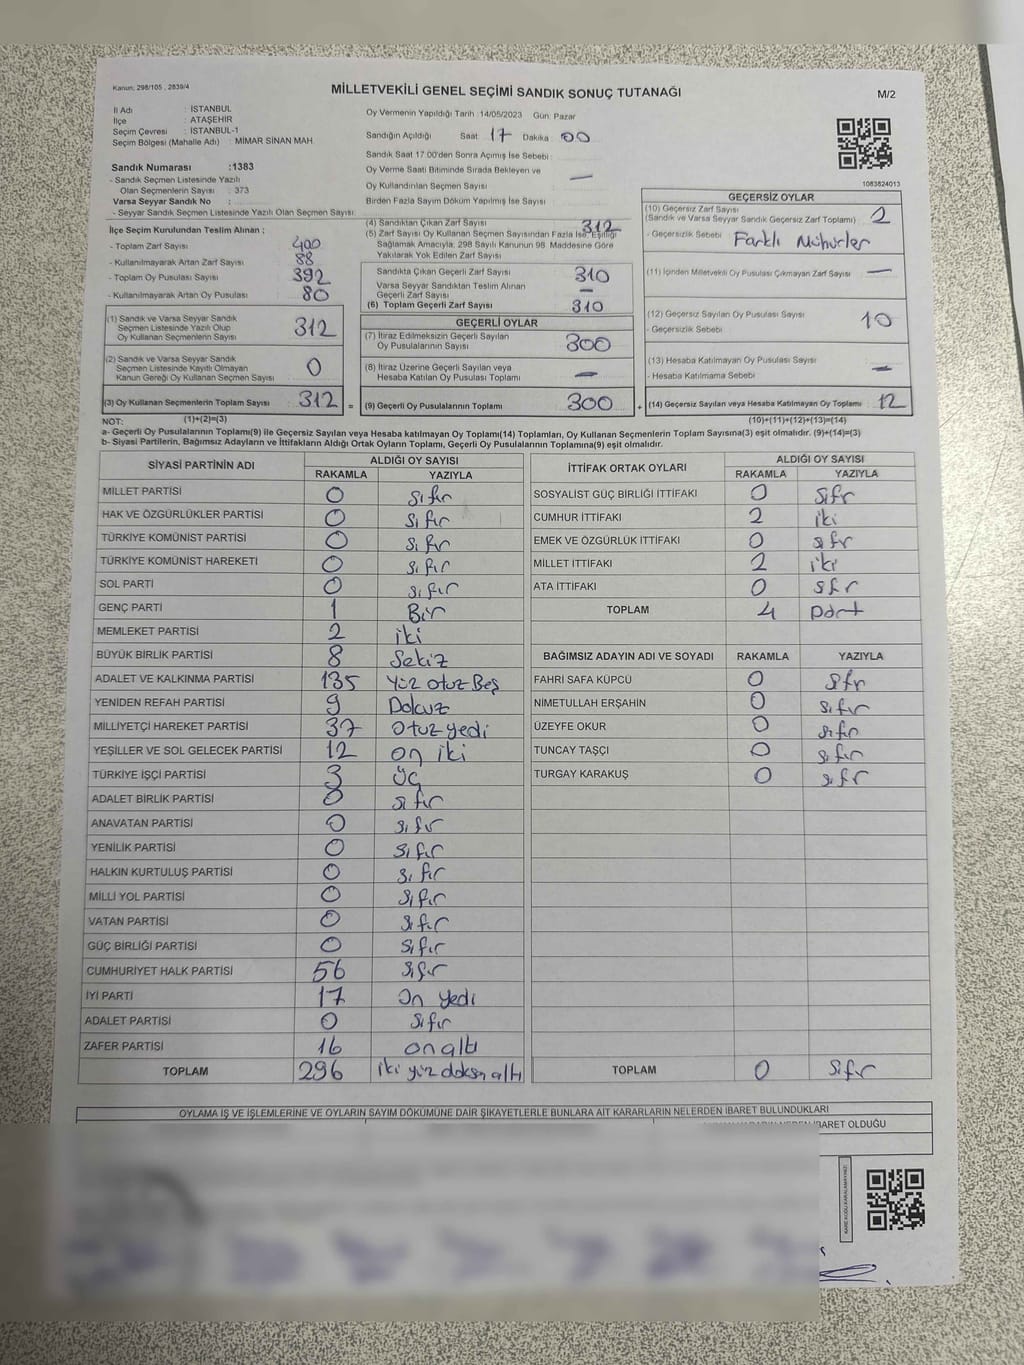 Kanun: 298/105 , 2839/4
MİLLETVEKİLİ GENEL SEÇİMİ SANDIK SONUÇ TUTANAĞI
M/2
İl Adı : İSTANBUL
İlçe : ATAŞEHİR
Seçim Çevresi : İSTANBUL-1
Seçim Bölgesi (Mahalle Adı) : MİMAR SİNAN MAH
Sandık Numarası :1383
- Sandık Seçmen Listesinde Yazılı
Olan Seçmenlerin Sayısı : 373
Varsa Seyyar Sandık No :
- Seyyar Sandık Seçmen Listesinde Yazılı Olan Seçmen Sayısı:
Oy Vermenin Yapıldığı Tarih :14/05/2023 Gün: Pazar
Sandığın Açıldığı Saat: 17 Dakika: 00
Sandık Saat 17:00'den Sonra Açmış İse Sebebi :
Oy Verme Saati Bitiminde Sırada Bekleyen ve
Oy Kullandırılan Seçmen Sayısı : —
Birden Fazla Sayım Döküm Yapılmış İse Sayısı :
1083824013
İlçe Seçim Kurulundan Teslim Alınan ;
- Toplam Zarf Sayısı : 400
- Kullanılmayarak Artan Zarf Sayısı : 88
- Toplam Oy Pusulası Sayısı : 392
- Kullanılmayarak Artan Oy Pusulası : 80
(1) Sandık ve Varsa Seyyar Sandık
Seçmen Listesinde Yazılı Olup
Oy Kullanan Seçmenlerin Sayısı : 312
(2) Sandık ve Varsa Seyyar Sandık
Seçmen Listesinde Kayıtlı Olmayan
Kanun Gereği Oy Kullanan Seçmen Sayısı : 0
(3) Oy Kullanan Seçmenlerin Toplam Sayısı : 312 =
(4) Sandıktan Çıkan Zarf Sayısı : 312
(5) Zarf Sayısı Oy Kullanan Seçmen Sayısından Fazla İse, Eşitliği
Sağlamak Amacıyla, 298 Sayılı Kanunun 98. Maddesine Göre
Yakılarak Yok Edilen Zarf Sayısı :
Sandıkta Çıkan Geçerli Zarf Sayısı : 310
Varsa Seyyar Sandıktan Teslim Alınan
Geçerli Zarf Sayısı : —
(6) Toplam Geçerli Zarf Sayısı : 310
GEÇERLİ OYLAR
(7) İtiraz Edilmeksizin Geçerli Sayılan
Oy Pusulalarının Sayısı : 300
(8) İtiraz Üzerine Geçerli Sayılan veya
Hesaba Katılan Oy Pusulası Toplamı : —
(9) Geçerli Oy Pusulalarının Toplamı : 300 +
GEÇERSİZ OYLAR
(10) Geçersiz Zarf Sayısı : 2
(Sandık ve Varsa Seyyar Sandık Geçersiz Zarf Toplamı)
- Geçersizlik Sebebi : Farklı Mühürler
(11) İçinden Milletvekili Oy Pusulası Çıkmayan Zarf Sayısı : —
(12) Geçersiz Sayılan Oy Pusulası Sayısı : 10
- Geçersizlik Sebebi :
(13) Hesaba Katılmayan Oy Pusulası Sayısı : —
- Hesaba Katılmama Sebebi :
(14) Geçersiz Sayılan veya Hesaba Katılmayan Oy Toplamı : 12
NOT: (1)+(2)=(3) (10)+(11)+(12)+(13)=(14)
a- Geçerli Oy Pusulalarının Toplamı(9) ile Geçersiz Sayılan veya Hesaba katılmayan Oy Toplamı(14) Toplamları, Oy Kullanan Seçmenlerin Toplam Sayısına(3) eşit olmalıdır. (9)+(14)=(3)
b- Siyasi Partilerin, Bağımsız Adayların ve İttifakların Aldığı Ortak Oyların Toplamı, Geçerli Oy Pusulalarının Toplamına(9) eşit olmalıdır.
SİYASİ PARTİNİN ADI ALDIĞI OY SAYISI
RAKAMLA YAZIYLA
MİLLET PARTİSİ 0 sıfır
HAK VE ÖZGÜRLÜKLER PARTİSİ 0 sıfır
TÜRKİYE KOMÜNİST PARTİSİ 0 sıfır
TÜRKİYE KOMÜNİST HAREKETİ 0 sıfır
SOL PARTİ 0 sıfır
GENÇ PARTİ 1 Bir
MEMLEKET PARTİSİ 2 iki
BÜYÜK BİRLİK PARTİSİ 8 Sekiz
ADALET VE KALKINMA PARTİSİ 135 Yüz otuz Beş
YENİDEN REFAH PARTİSİ 9 Dokuz
MİLLİYETÇİ HAREKET PARTİSİ 37 Otuz yedi
YEŞİLLER VE SOL GELECEK PARTİSİ 12 on iki
TÜRKİYE İŞÇİ PARTİSİ 3 üç
ADALET BİRLİK PARTİSİ 0 sıfır
ANAVATAN PARTİSİ 0 sıfır
YENİLİK PARTİSİ 0 sıfır
HALKIN KURTULUŞ PARTİSİ 0 sıfır
MİLLİ YOL PARTİSİ 0 sıfır
VATAN PARTİSİ 0 sıfır
GÜÇ BİRLİĞİ PARTİSİ 0 sıfır
CUMHURİYET HALK PARTİSİ 56 sıfır
İYİ PARTİ 17 On yedi
ADALET PARTİSİ 0 sıfır
ZAFER PARTİSİ 16 on altı
TOPLAM 296 iki yüz doksan altı
İTTİFAK ORTAK OYLARI ALDIĞI OY SAYISI
RAKAMLA YAZIYLA
SOSYALİST GÜÇ BİRLİĞİ İTTİFAKI 0 sıfr
CUMHUR İTTİFAKI 2 iki
EMEK VE ÖZGÜRLÜK İTTİFAKI 0 sıfr
MİLLET İTTİFAKI 2 iki
ATA İTTİFAKI 0 sfr
TOPLAM 4 Dört
BAĞIMSIZ ADAYIN ADI VE SOYADI RAKAMLA YAZIYLA
FAHRİ SAFA KÜPCÜ 0 sıfr
NİMETULLAH ERŞAHİN 0 sıfır
ÜZEYFE OKUR 0 sıfır
TUNCAY TAŞÇI 0 sıfır
TURGAY KARAKUŞ 0 sıfır
TOPLAM 0 sıfır
OYLAMA İŞ VE İŞLEMLERİNE VE OYLARIN SAYIM DÖKÜMÜNE DAİR ŞİKAYETLERLE BUNLARA AİT KARARLARIN NELERDEN İBARET BULUNDUKLARI
İBARET OLDUĞU
KARE KODU KARALAMAYINIZ!